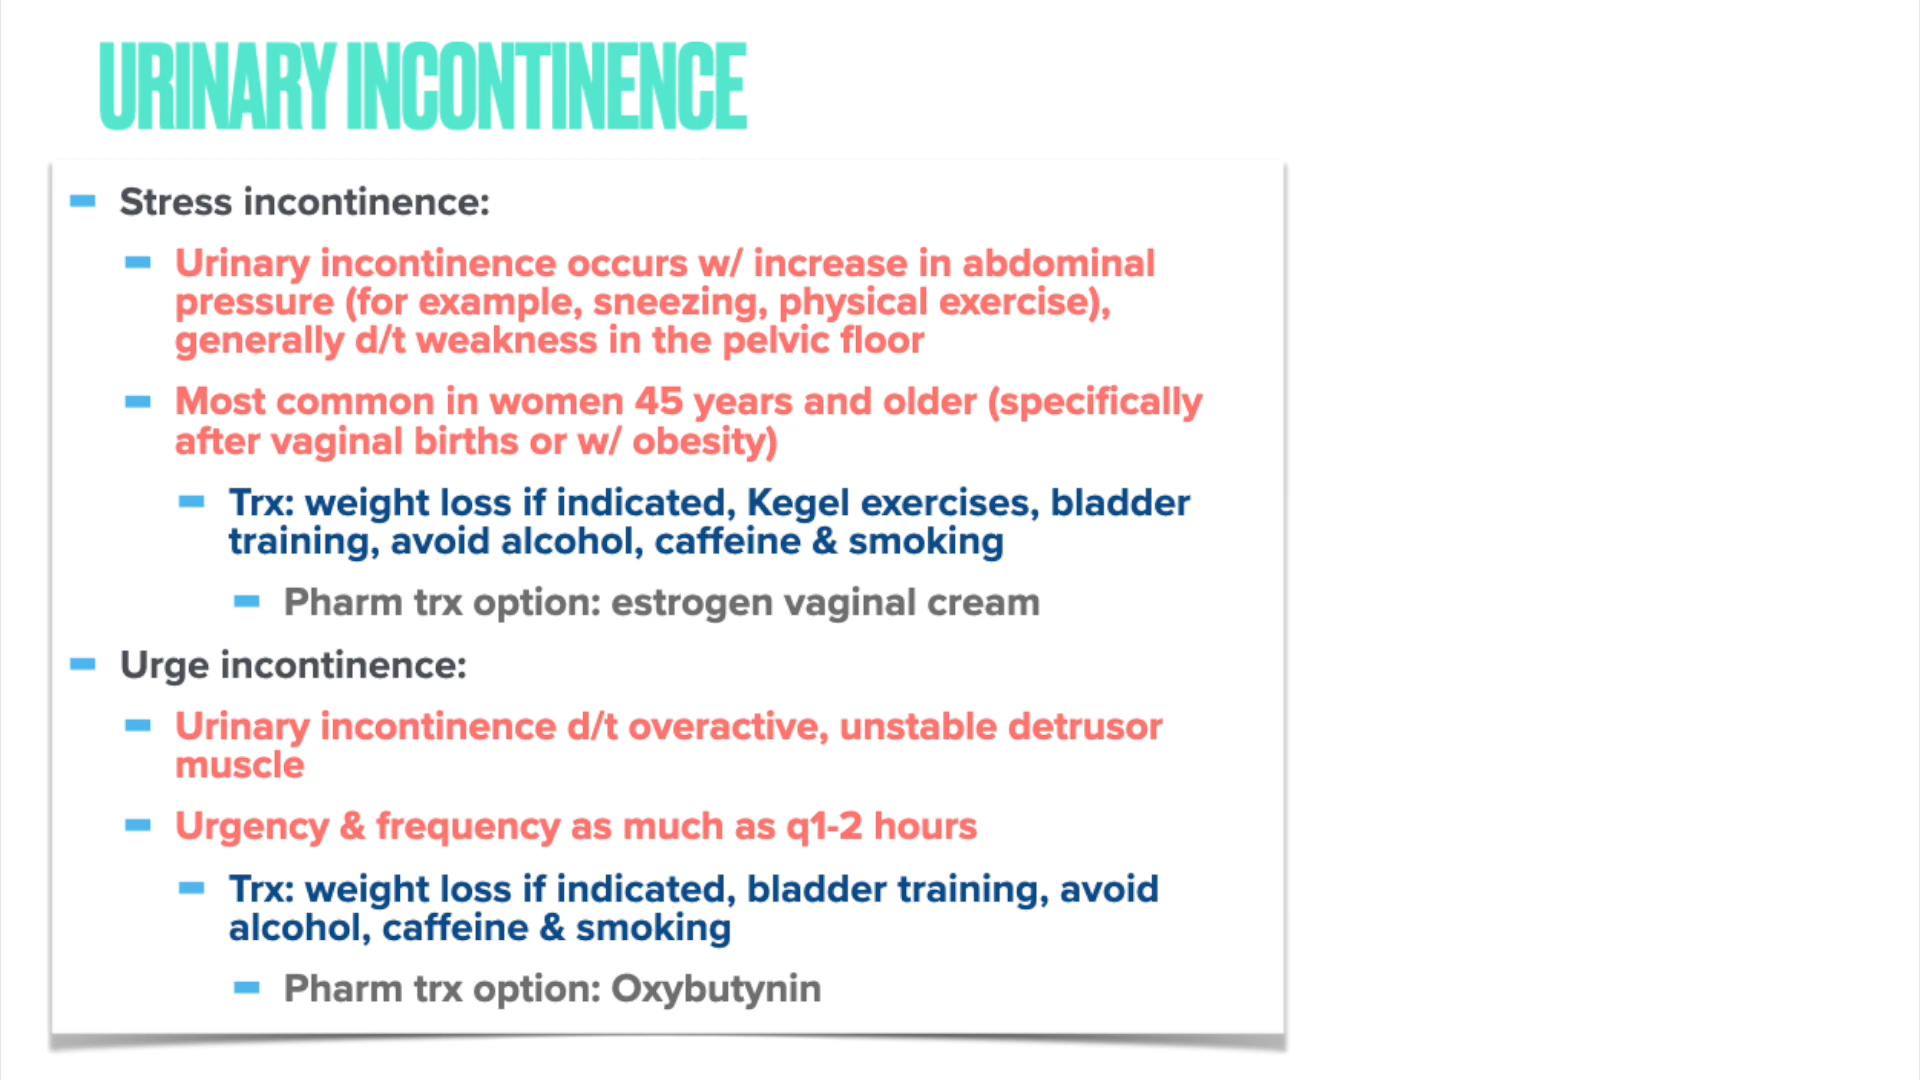 URINARY INCONTINENCE
Stress incontinence:
Urinary incontinence occurs w/ increase in abdominal
pressure (for example, sneezing, physical exercise),
generally d/t weakness in the pelvic floor
Most common in women 45 years and older (specifically
after vaginal births or w/ obesity)
Trx: weight loss if indicated, Kegel exercises, bladder
training, avoid alcohol, caffeine & smoking
Pharm trx option: estrogen vaginal cream
Urge incontinence:
Urinary incontinence d/t overactive, unstable detrusor
muscle
Urgency & frequency as much as q1-2 hours
Trx: weight loss if indicated, bladder training, avoid
alcohol, caffeine & smoking
Pharm trx option: Oxybutynin